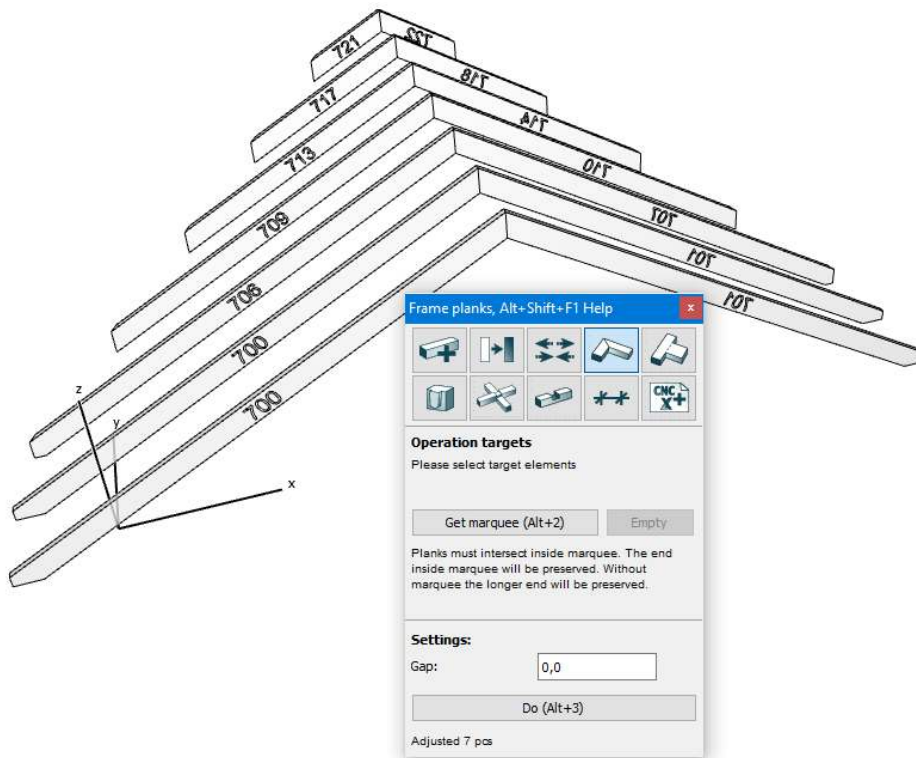 721 722
717 718
713 714
709 710
706 707
700 701
700 701
z
y
x
Frame planks, Alt+Shift+F1 Help x
CNC
X+
Operation targets
Please select target elements
Get marquee (Alt+2) Empty
Planks must intersect inside marquee. The end
inside marquee will be preserved. Without
marquee the longer end will be preserved.
Settings:
Gap: 0,0
Do (Alt+3)
Adjusted 7 pcs